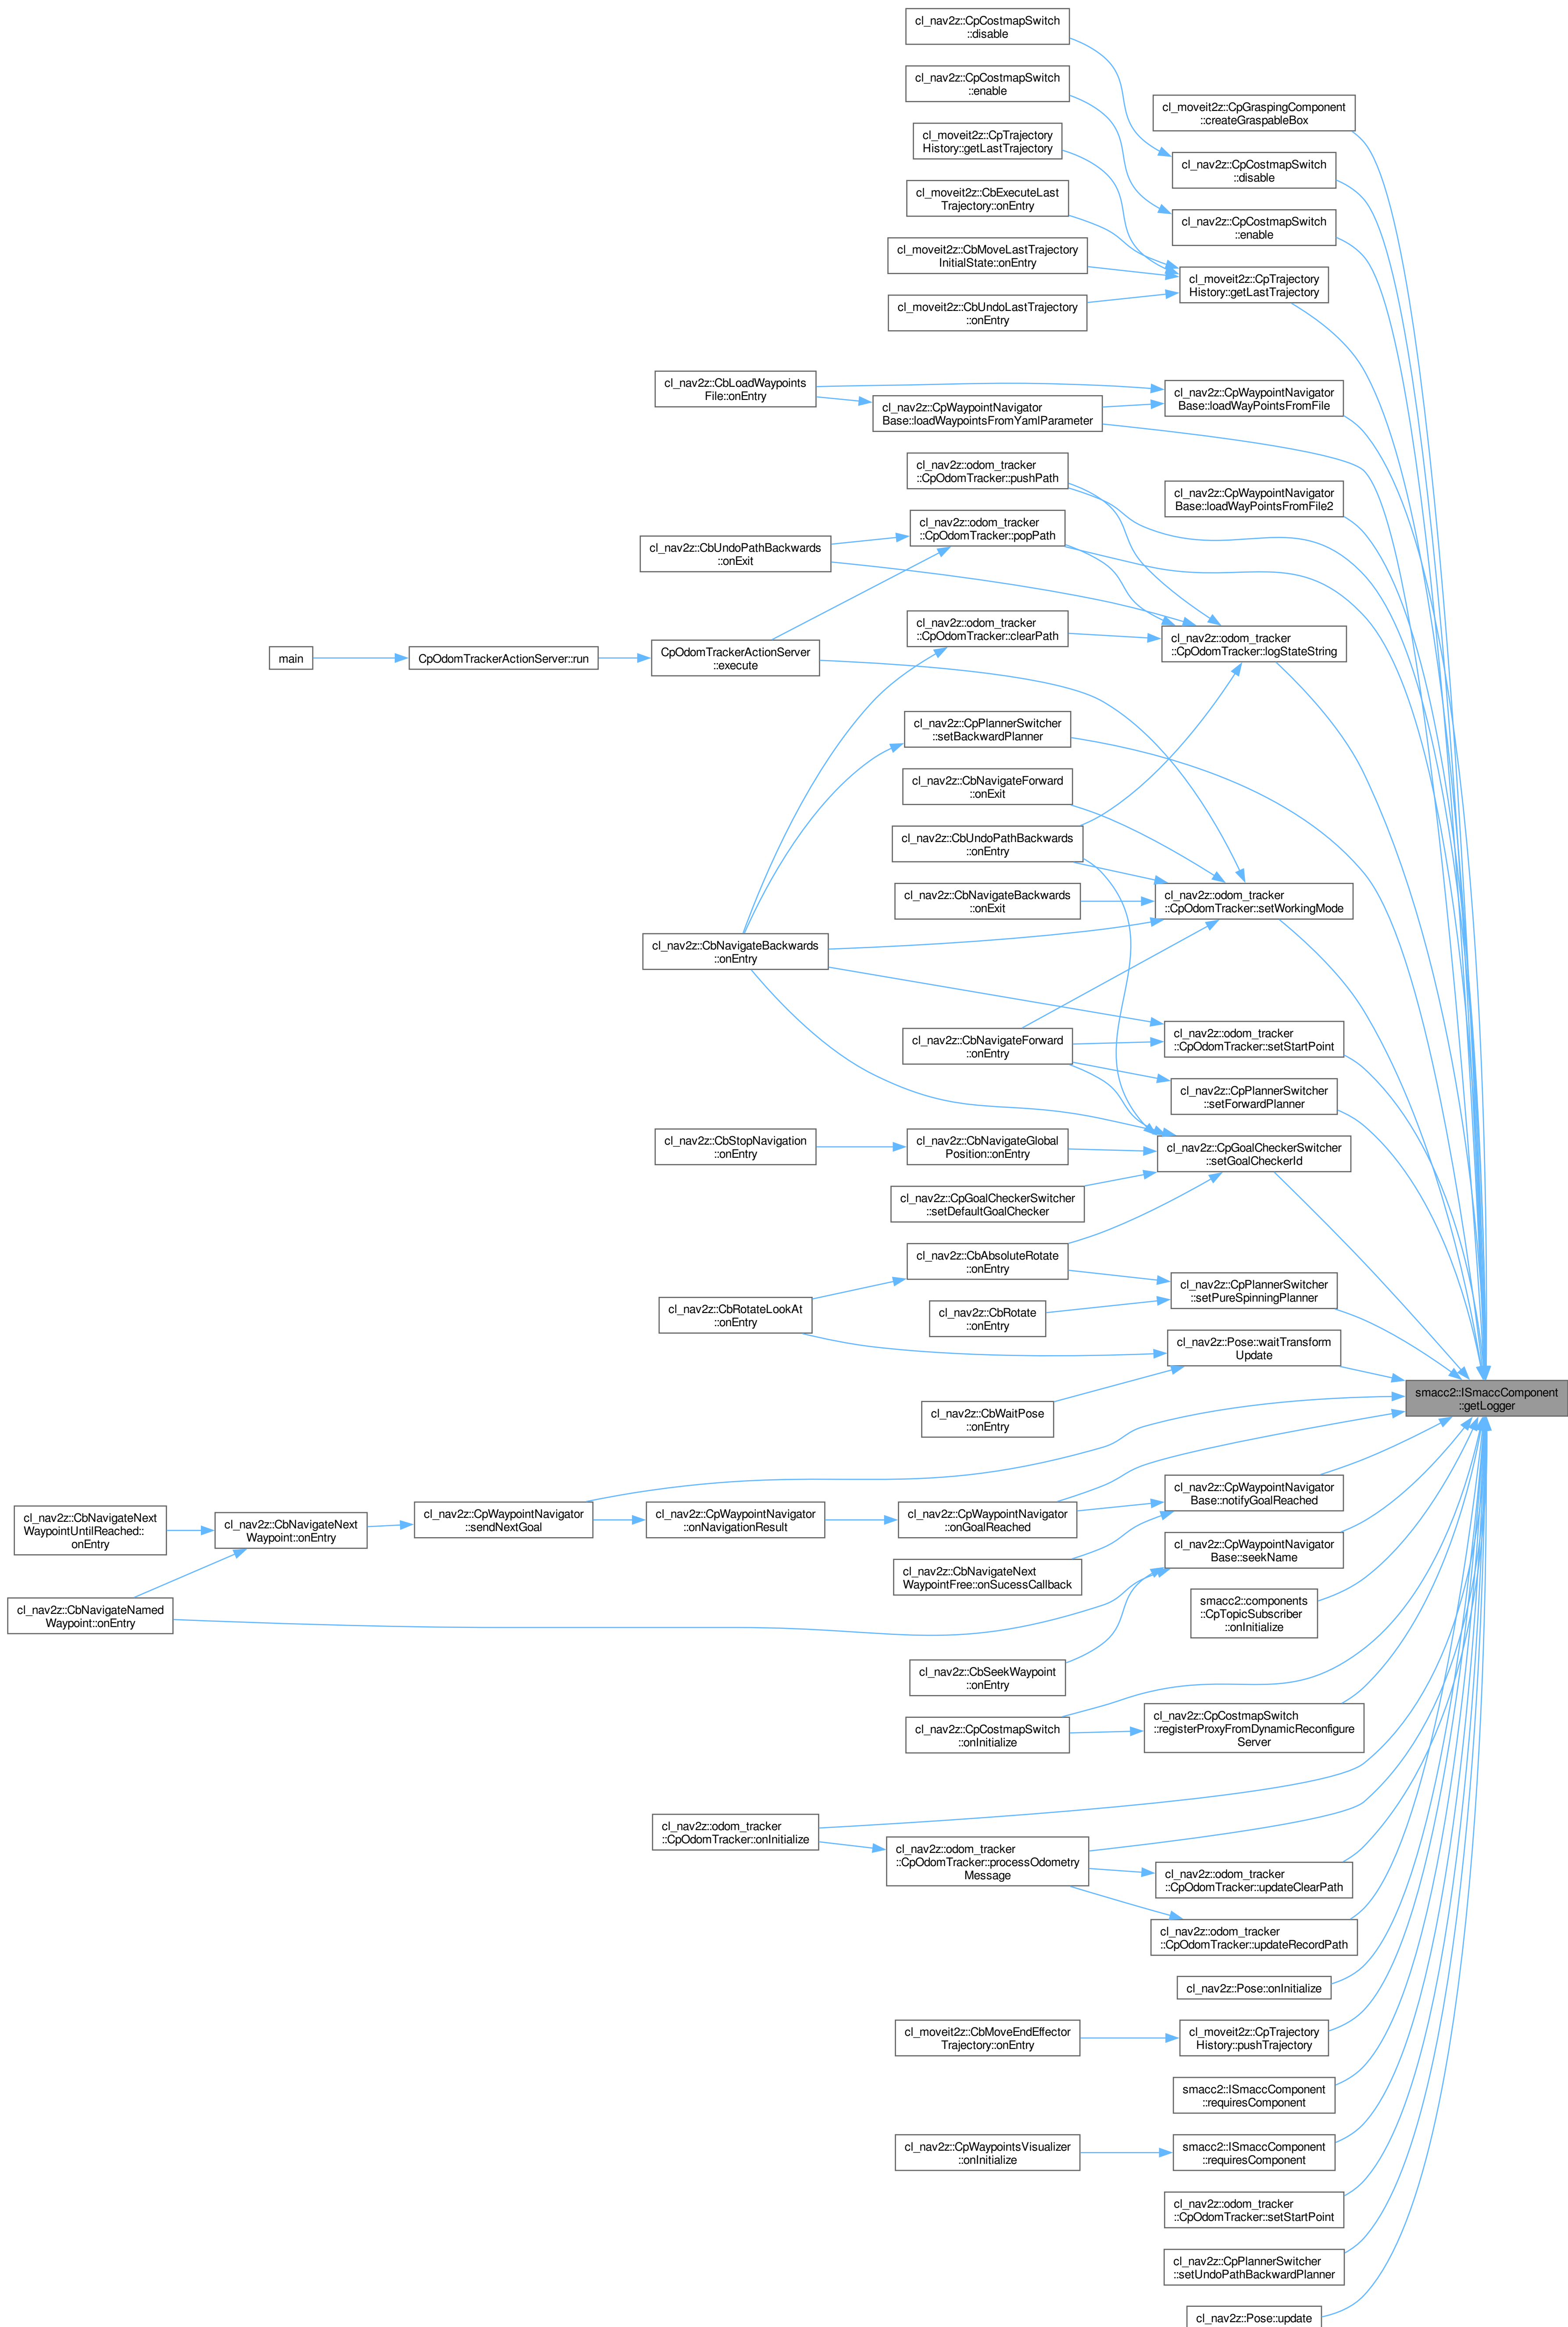 cl_nav2z::CpCostmapSwitch
::disable
cl_nav2z::CpCostmapSwitch
::enable
cl_moveit2z::CpGraspingComponent
::createGraspableBox
cl_moveit2z::CpTrajectory
History::getLastTrajectory
cl_nav2z::CpCostmapSwitch
::disable
cl_moveit2z::CbExecuteLast
Trajectory::onEntry
cl_nav2z::CpCostmapSwitch
::enable
cl_moveit2z::CbMoveLastTrajectory
InitialState::onEntry
cl_moveit2z::CpTrajectory
History::getLastTrajectory
cl_moveit2z::CbUndoLastTrajectory
::onEntry
cl_nav2z::CbLoadWaypoints
File::onEntry
cl_nav2z::CpWaypointNavigator
Base::loadWayPointsFromFile
cl_nav2z::CpWaypointNavigator
Base::loadWaypointsFromYamlParameter
cl_nav2z::odom_tracker
::CpOdomTracker::pushPath
cl_nav2z::CpWaypointNavigator
Base::loadWayPointsFromFile2
cl_nav2z::odom_tracker
::CpOdomTracker::popPath
cl_nav2z::CbUndoPathBackwards
::onExit
cl_nav2z::odom_tracker
::CpOdomTracker::clearPath
cl_nav2z::odom_tracker
::CpOdomTracker::logStateString
main
CpOdomTrackerActionServer::run
CpOdomTrackerActionServer
::execute
cl_nav2z::CpPlannerSwitcher
::setBackwardPlanner
cl_nav2z::CbNavigateForward
::onExit
cl_nav2z::CbUndoPathBackwards
::onEntry
cl_nav2z::CbNavigateBackwards
::onExit
cl_nav2z::odom_tracker
::CpOdomTracker::setWorkingMode
cl_nav2z::CbNavigateBackwards
::onEntry
cl_nav2z::CbNavigateForward
::onEntry
cl_nav2z::odom_tracker
::CpOdomTracker::setStartPoint
cl_nav2z::CpPlannerSwitcher
::setForwardPlanner
cl_nav2z::CbStopNavigation
::onEntry
cl_nav2z::CbNavigateGlobal
Position::onEntry
cl_nav2z::CpGoalCheckerSwitcher
::setGoalCheckerId
cl_nav2z::CpGoalCheckerSwitcher
::setDefaultGoalChecker
cl_nav2z::CbAbsoluteRotate
::onEntry
cl_nav2z::CpPlannerSwitcher
::setPureSpinningPlanner
cl_nav2z::CbRotateLookAt
::onEntry
cl_nav2z::CbRotate
::onEntry
cl_nav2z::Pose::waitTransform
Update
smacc2::ISmaccComponent
::getLogger
cl_nav2z::CbWaitPose
::onEntry
cl_nav2z::CpWaypointNavigator
Base::notifyGoalReached
cl_nav2z::CbNavigateNext
WaypointUntilReached::
onEntry
cl_nav2z::CbNavigateNext
Waypoint::onEntry
cl_nav2z::CpWaypointNavigator
::sendNextGoal
cl_nav2z::CpWaypointNavigator
::onNavigationResult
cl_nav2z::CpWaypointNavigator
::onGoalReached
cl_nav2z::CpWaypointNavigator
Base::seekName
cl_nav2z::CbNavigateNext
WaypointFree::onSucessCallback
cl_nav2z::CbNavigateNamed
Waypoint::onEntry
smacc2::components
::CpTopicSubscriber
::onInitialize
cl_nav2z::CbSeekWaypoint
::onEntry
cl_nav2z::CpCostmapSwitch
::onInitialize
cl_nav2z::CpCostmapSwitch
::registerProxyFromDynamicReconfigure
Server
cl_nav2z::odom_tracker
::CpOdomTracker::onInitialize
cl_nav2z::odom_tracker
::CpOdomTracker::processOdometry
Message
cl_nav2z::odom_tracker
::CpOdomTracker::updateClearPath
cl_nav2z::odom_tracker
::CpOdomTracker::updateRecordPath
cl_nav2z::Pose::onInitialize
cl_moveit2z::CbMoveEndEffector
Trajectory::onEntry
cl_moveit2z::CpTrajectory
History::pushTrajectory
smacc2::ISmaccComponent
::requiresComponent
cl_nav2z::CpWaypointsVisualizer
::onInitialize
smacc2::ISmaccComponent
::requiresComponent
cl_nav2z::odom_tracker
::CpOdomTracker::setStartPoint
cl_nav2z::CpPlannerSwitcher
::setUndoPathBackwardPlanner
cl_nav2z::Pose::update